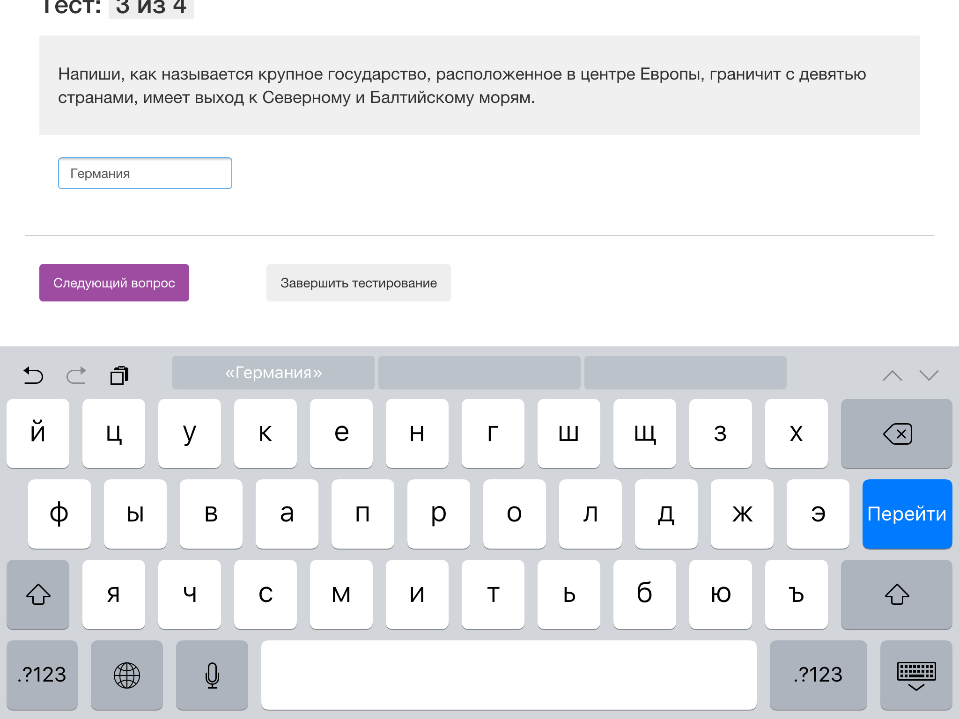 Тест: 3 из 4
Напиши, как называется крупное государство, расположенное в центре Европы, граничит с девятью
странами, имеет выход к Северному и Балтийскому морям.
Германия
Следующий вопрос Завершить тестирование
«Германия»
й ц у к е н г ш щ з х
ф ы в а п р о л д ж э Перейти
я ч с м и т ь б ю ъ
.?123 .?123